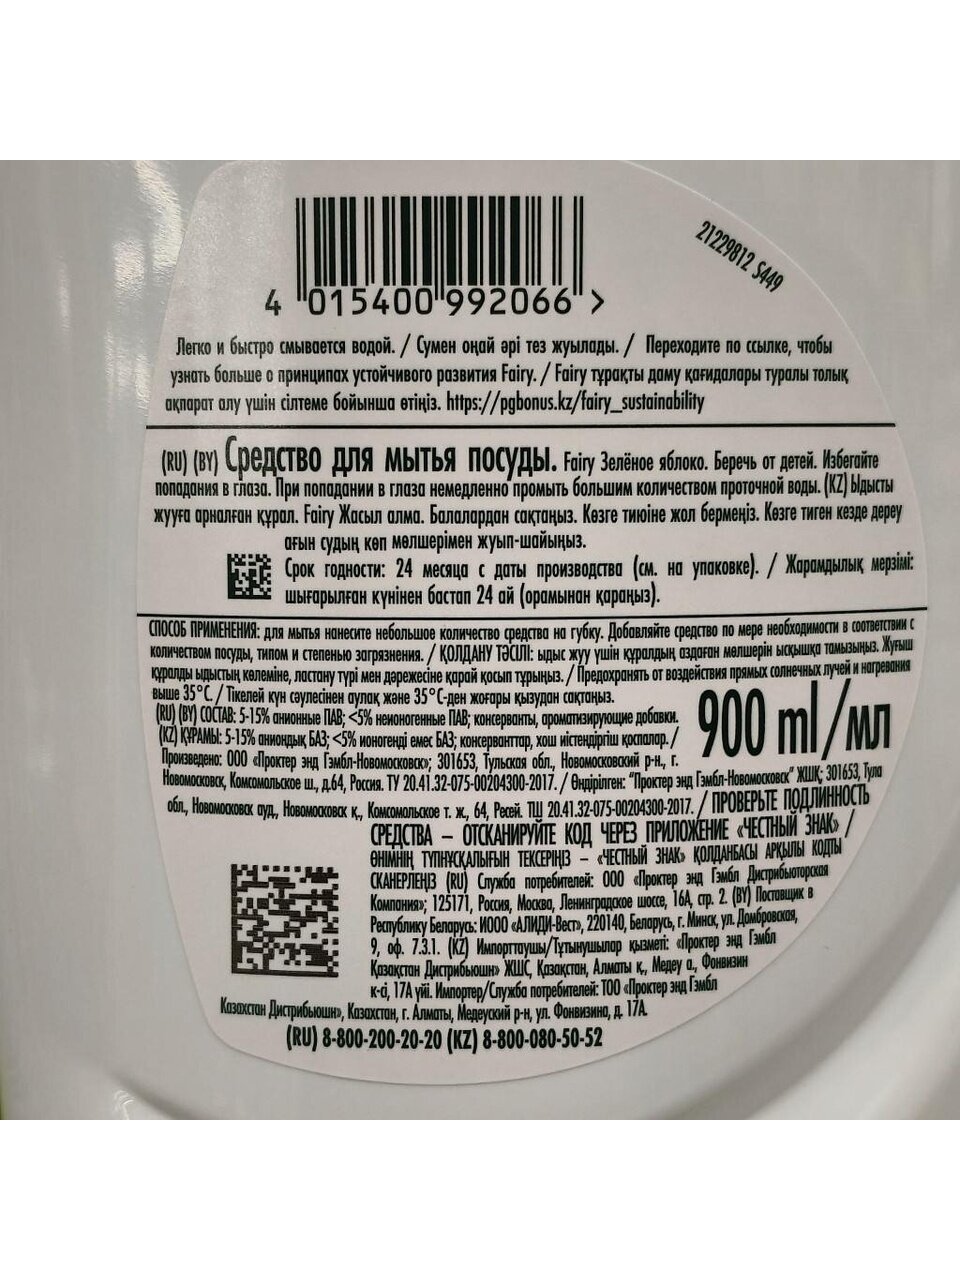 21229812 S449
4 015400 992066 >
Легко и быстро смывается водой. / Сумен оңай әрі тез жуылады. / Переходите по ссылке, чтобы
узнать больше о принципах устойчивого развития Fairy. / Fairy тұрақты даму қағидалары туралы толық
ақпарат алу үшін сілтеме бойынша өтіңіз. https://pgbonus.kz/fairy_sustainability
(RU) (BY) Средство для мытья посуды. Fairy Зелёное яблоко. Беречь от детей. Избегайте
попадания в глаза. При попадании в глаза немедленно промыть большим количеством проточной воды. (KZ) Ыдысты
жууға арналған құрал. Fairy Жасыл алма. Балалардан сақтаңыз. Көзге тиюіне жол бермеңіз. Көзге тиген кезде дереу
ағын судың көп мөлшерімен жуып-шайыңыз.
Срок годности: 24 месяца с даты производства (см. на упаковке). / Жарамдылық мерзімі:
шығарылған күнінен бастап 24 ай (орамынан қараңыз).
СПОСОБ ПРИМЕНЕНИЯ: для мытья нанесите небольшое количество средства на губку. Добавляйте средство по мере необходимости в соответствии с
количеством посуды, типом и степенью загрязнения. / ҚОЛДАНУ ТӘСІЛІ: ыдыс жуу үшін құралдың аздаған мөлшерін ысқышқа тамызыңыз. Жуғыш
құралды ыдыстың көлеміне, ластану түрі мен дәрежесіне қарай қосып тұрыңыз. / Предохранять от воздействия прямых солнечных лучей и нагревания
выше 35°C. / Тікелей күн сәулесінен аулақ және 35°C-ден жоғары қызудан сақтаңыз.
(RU) (BY) СОСТАВ: 5-15% анионные ПАВ; <5% неионогенные ПАВ; консерванты, ароматизирующие добавки.
(KZ) ҚҰРАМЫ: 5-15% аниондық БАЗ; <5% ионогенді емес БАЗ; консерванттар, хош иістендіргіш қоспалар. /
900 ml/мл
Произведено: ООО «Проктер энд Гэмбл-Новомосковск»; 301653, Тульская обл., Новомосковский р-н., г.
Новомосковск, Комсомольское ш., д.64, Россия. ТУ 20.41.32-075-00204300-2017. / Өндірілген: "Проктер энд Гэмбл-Новомосковск" ЖШҚ; 301653, Тула
обл., Новомосковск ауд., Новомосковск қ., Комсомольское т. ж., 64, Ресей. ТШ 20.41.32-075-00204300-2017. / ПРОВЕРЬТЕ ПОДЛИННОСТЬ
СРЕДСТВА – ОТСКАНИРУЙТЕ КОД ЧЕРЕЗ ПРИЛОЖЕНИЕ «ЧЕСТНЫЙ ЗНАК» /
ӨНІМНІҢ ТҮПНҰСҚАЛЫҒЫН ТЕКСЕРІҢІЗ – «ЧЕСТНЫЙ ЗНАК» ҚОЛДАНБАСЫ АРҚЫЛЫ КОДТЫ
СКАНЕРЛЕҢІЗ (RU) Служба потребителей: ООО «Проктер энд Гэмбл Дистрибьюторская
Компания»; 125171, Россия, Москва, Ленинградское шоссе, 16А, стр. 2. (BY) Поставщик в
Республику Беларусь: ИООО «АЛИДИ-Вест», 220140, Беларусь, г. Минск, ул. Домбровская,
9, оф. 7.3.1. (KZ) Импорттаушы/Тұтынушылар қызметі: «Проктер энд Гэмбл
Қазақстан Дистрибьюшн» ЖШС, Қазақстан, Алматы қ., Медеу а., Фонвизин
к-сі, 17А үйі. Импортер/Служба потребителей: ТОО «Проктер энд Гэмбл
Казахстан Дистрибьюшн», Казахстан, г. Алматы, Медеуский р-н, ул. Фонвизина, д. 17А.
(RU) 8-800-200-20-20 (KZ) 8-800-080-50-52